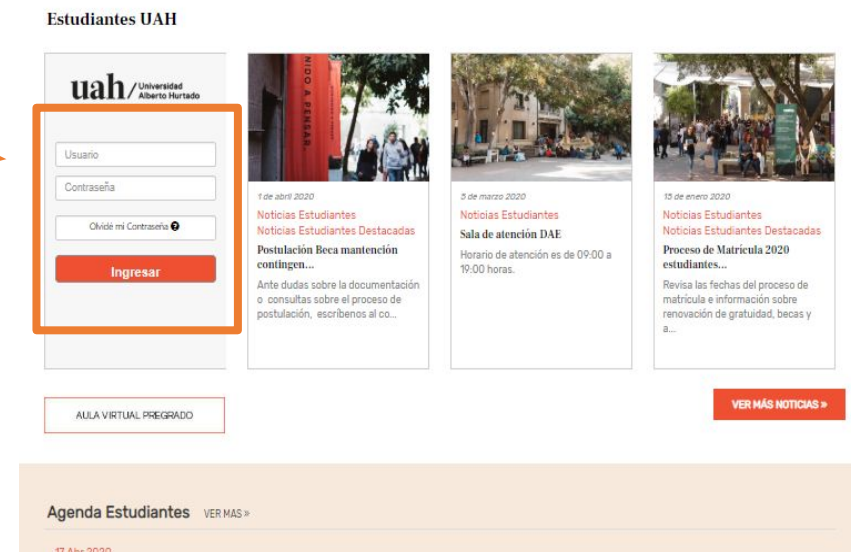 Estudiantes UAH
uah/ Universidad
Alberto Hurtado
Usuario
Contraseña
Olvidé mi Contraseña
Ingresar
AULA VIRTUAL PREGRADO
NIDO A PENSAR.
1 de abril 2020
Noticias Estudiantes
Noticias Estudiantes Destacadas
Postulación Beca mantención
contingen...
Ante dudas sobre la documentación
o consultas sobre el proceso de
postulación, escríbenos al co...
5 de marzo 2020
Noticias Estudiantes
Sala de atención DAE
Horario de atención es de 09:00 a
19:00 horas.
15 de enero 2020
Noticias Estudiantes
Noticias Estudiantes Destacadas
Proceso de Matrícula 2020
estudiantes...
Revisa las fechas del proceso de
matrícula e información sobre
renovación de gratuidad, becas y
a...
VER MÁS NOTICIAS »
Agenda Estudiantes VER MAS »
17 Abr 2020